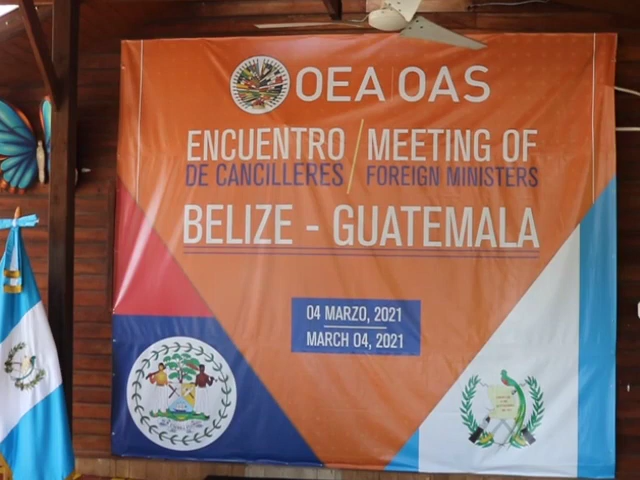 OEA OAS
ENCUENTRO / MEETING OF
DE CANCILLERES / FOREIGN MINISTERS
BELIZE - GUATEMALA
04 MARZO, 2021
MARCH 04, 2021